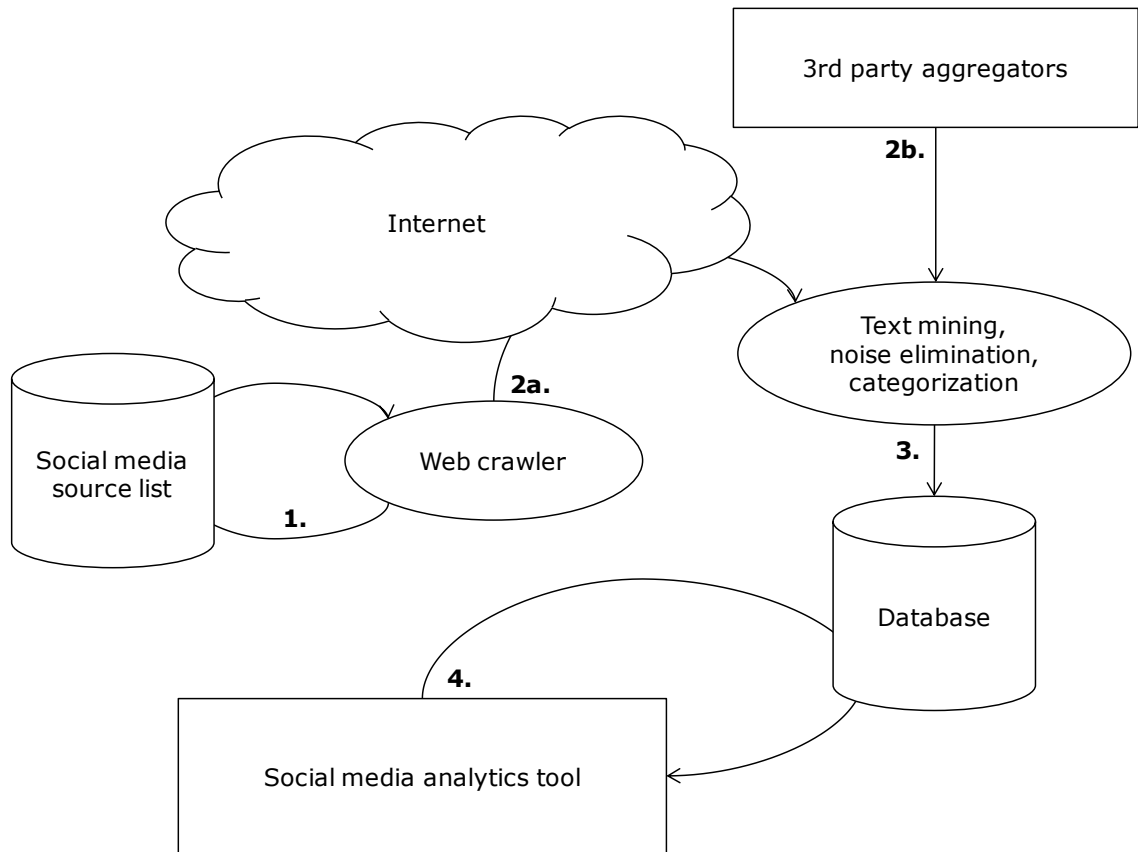 3rd party aggregators
2b.
Internet
Text mining,
noise elimination,
categorization
2a.
Social media
source list
Web crawler
1.
3.
Database
4.
Social media analytics tool